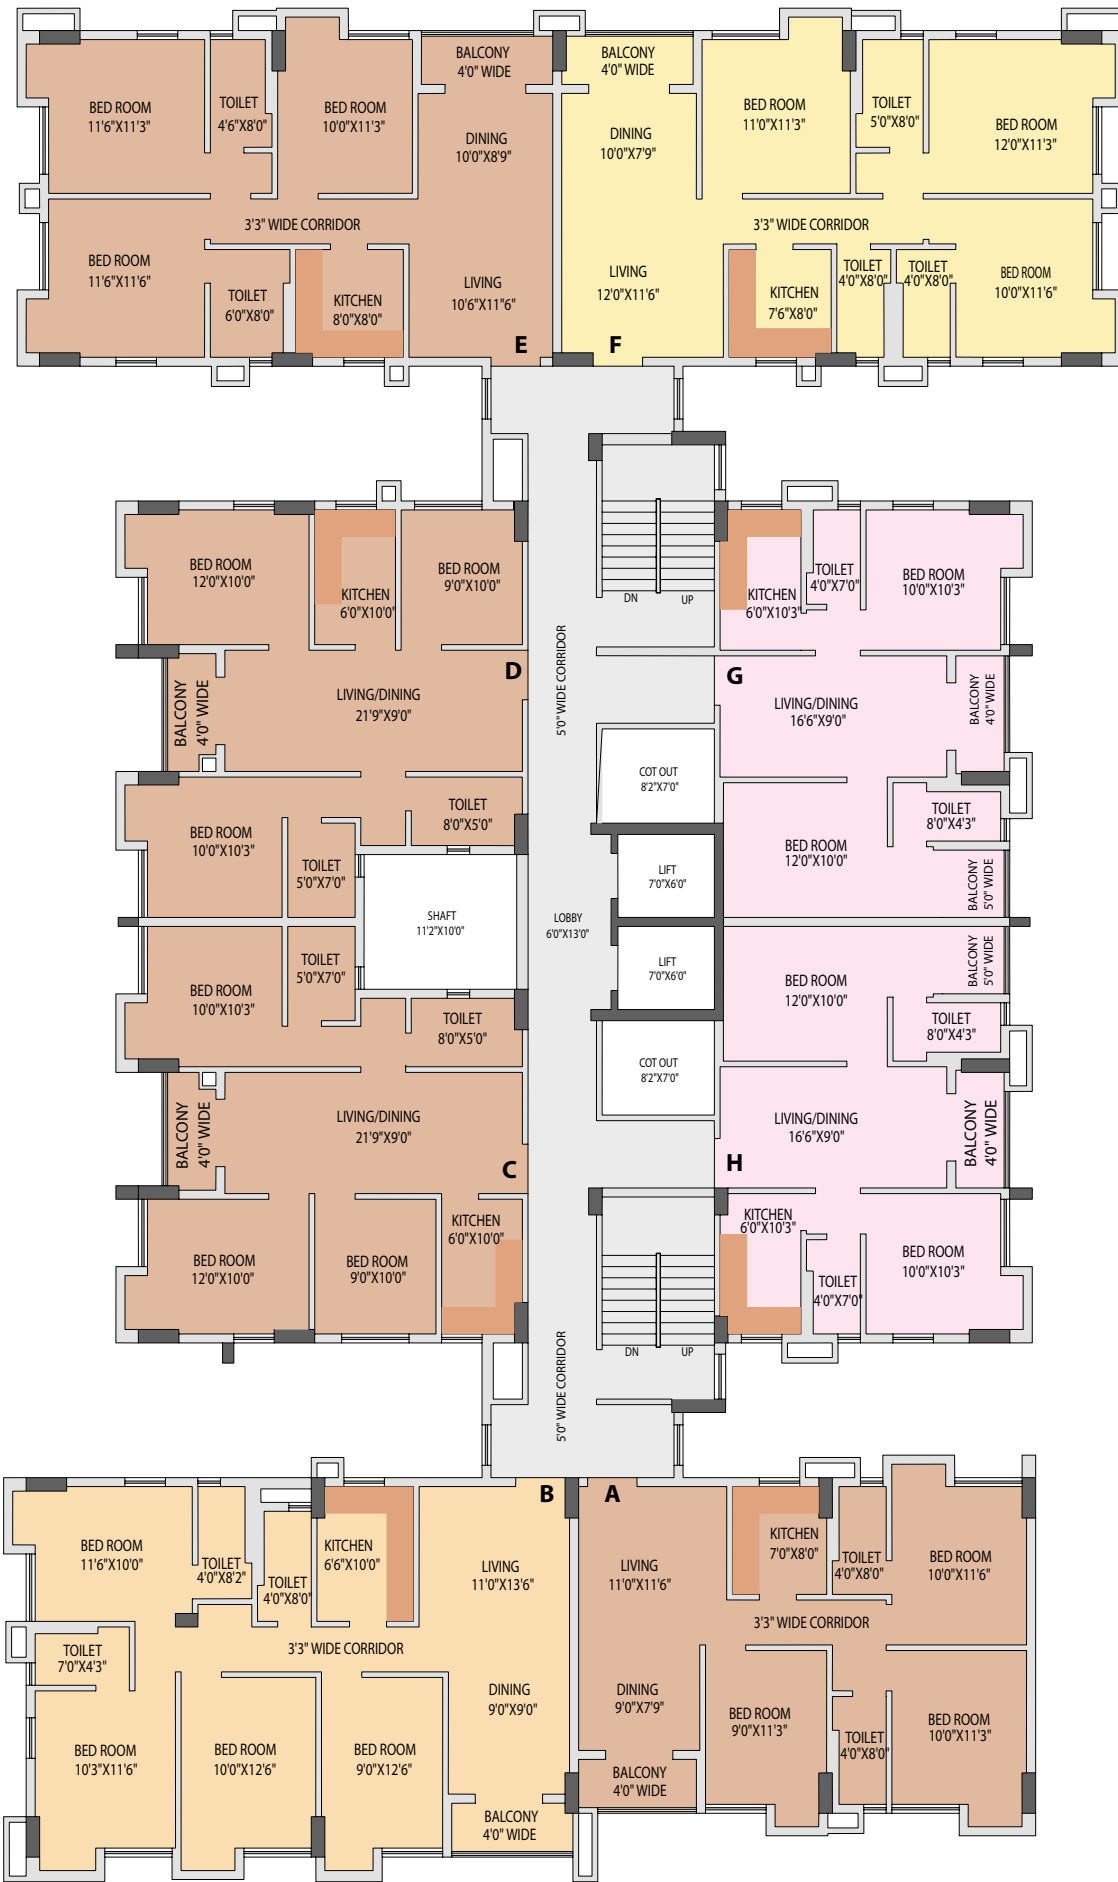 BED ROOM
11'6"X11'3"
TOILET
4'6"X8'0"
BED ROOM
10'0"X11'3"
BALCONY
4'0" WIDE
DINING
10'0"X8'9"
3'3" WIDE CORRIDOR
BED ROOM
11'6"X11'6"
TOILET
6'0"X8'0"
KITCHEN
8'0"X8'0"
LIVING
10'6"X11'6"
E
BALCONY
4'0" WIDE
DINING
10'0"X7'9"
BED ROOM
11'0"X11'3"
TOILET
5'0"X8'0"
BED ROOM
12'0"X11'3"
3'3" WIDE CORRIDOR
LIVING
12'0"X11'6"
KITCHEN
7'6"X8'0"
TOILET
4'0"X8'0"
TOILET
4'0"X8'0"
BED ROOM
10'0"X11'6"
F
BED ROOM
12'0"X10'0"
KITCHEN
6'0"X10'0"
BED ROOM
9'0"X10'0"
D
LIVING/DINING
21'9"X9'0"
BALCONY
4'0" WIDE
TOILET
8'0"X5'0"
BED ROOM
10'0"X10'3"
TOILET
5'0"X7'0"
SHAFT
11'2"X10'0"
5'0" WIDE CORRIDOR
DN
UP
COT OUT
8'2"X7'0"
LIFT
7'0"X6'0"
LOBBY
6'0"X13'0"
LIFT
7'0"X6'0"
COT OUT
8'2"X7'0"
KITCHEN
6'0"X10'3"
TOILET
4'0"X7'0"
BED ROOM
10'0"X10'3"
G
LIVING/DINING
16'6"X9'0"
BALCONY
4'0" WIDE
TOILET
8'0"X4'3"
BED ROOM
12'0"X10'0"
BALCONY
5'0" WIDE
BED ROOM
10'0"X10'3"
TOILET
5'0"X7'0"
TOILET
8'0"X5'0"
LIVING/DINING
21'9"X9'0"
BALCONY
4'0" WIDE
C
BED ROOM
12'0"X10'0"
BED ROOM
9'0"X10'0"
KITCHEN
6'0"X10'0"
BED ROOM
12'0"X10'0"
BALCONY
5'0" WIDE
TOILET
8'0"X4'3"
LIVING/DINING
16'6"X9'0"
BALCONY
4'0" WIDE
H
KITCHEN
6'0"X10'3"
TOILET
4'0"X7'0"
BED ROOM
10'0"X10'3"
DN
UP
5'0" WIDE CORRIDOR
B
BED ROOM
11'6"X10'0"
TOILET
4'0"X8'2"
TOILET
4'0"X8'0"
KITCHEN
6'6"X10'0"
LIVING
11'0"X13'6"
3'3" WIDE CORRIDOR
TOILET
7'0"X4'3"
BED ROOM
10'3"X11'6"
BED ROOM
10'0"X12'6"
BED ROOM
9'0"X12'6"
DINING
9'0"X9'0"
BALCONY
4'0" WIDE
A
LIVING
11'0"X11'6"
KITCHEN
7'0"X8'0"
TOILET
4'0"X8'0"
BED ROOM
10'0"X11'6"
3'3" WIDE CORRIDOR
DINING
9'0"X7'9"
BED ROOM
9'0"X11'3"
TOILET
4'0"X8'0"
BED ROOM
10'0"X11'3"
BALCONY
4'0" WIDE